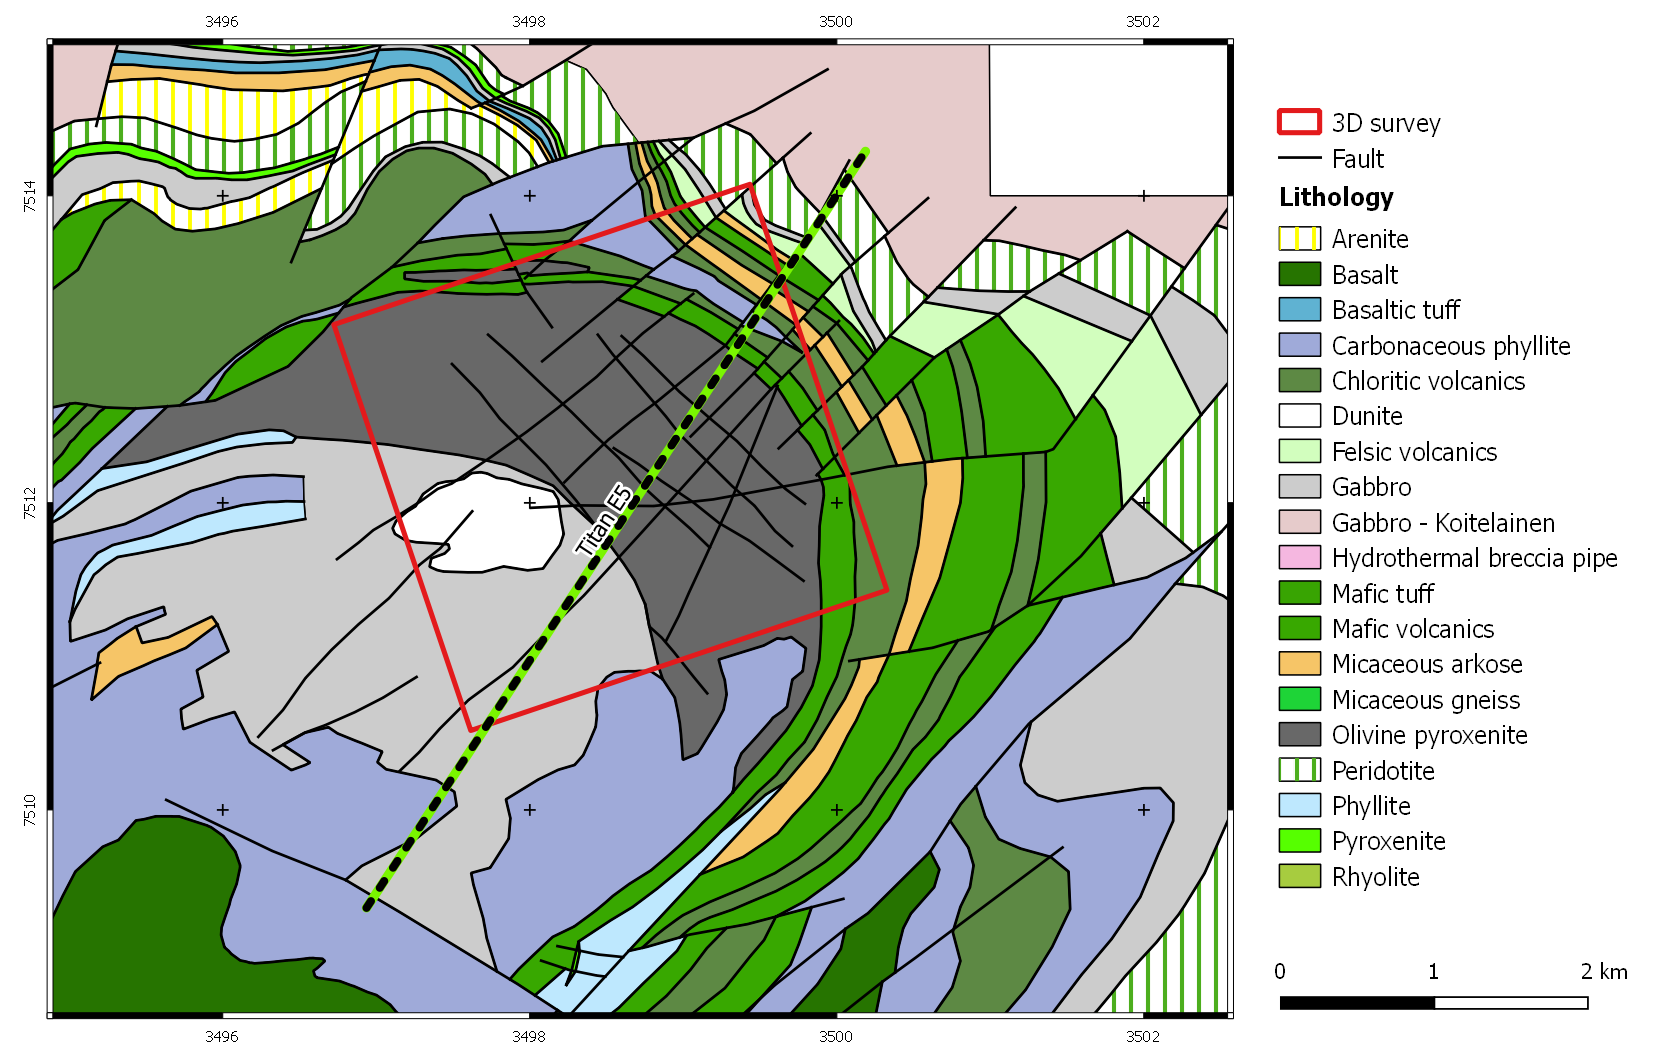 3496 3498 3500 3502
7514
7512
7510
Titan E5
3496 3498 3500 3502
3D survey
Fault
Lithology
Arenite
Basalt
Basaltic tuff
Carbonaceous phyllite
Chloritic volcanics
Dunite
Felsic volcanics
Gabbro
Gabbro - Koitelainen
Hydrothermal breccia pipe
Mafic tuff
Mafic volcanics
Micaceous arkose
Micaceous gneiss
Olivine pyroxenite
Peridotite
Phyllite
Pyroxenite
Rhyolite
0 1 2 km